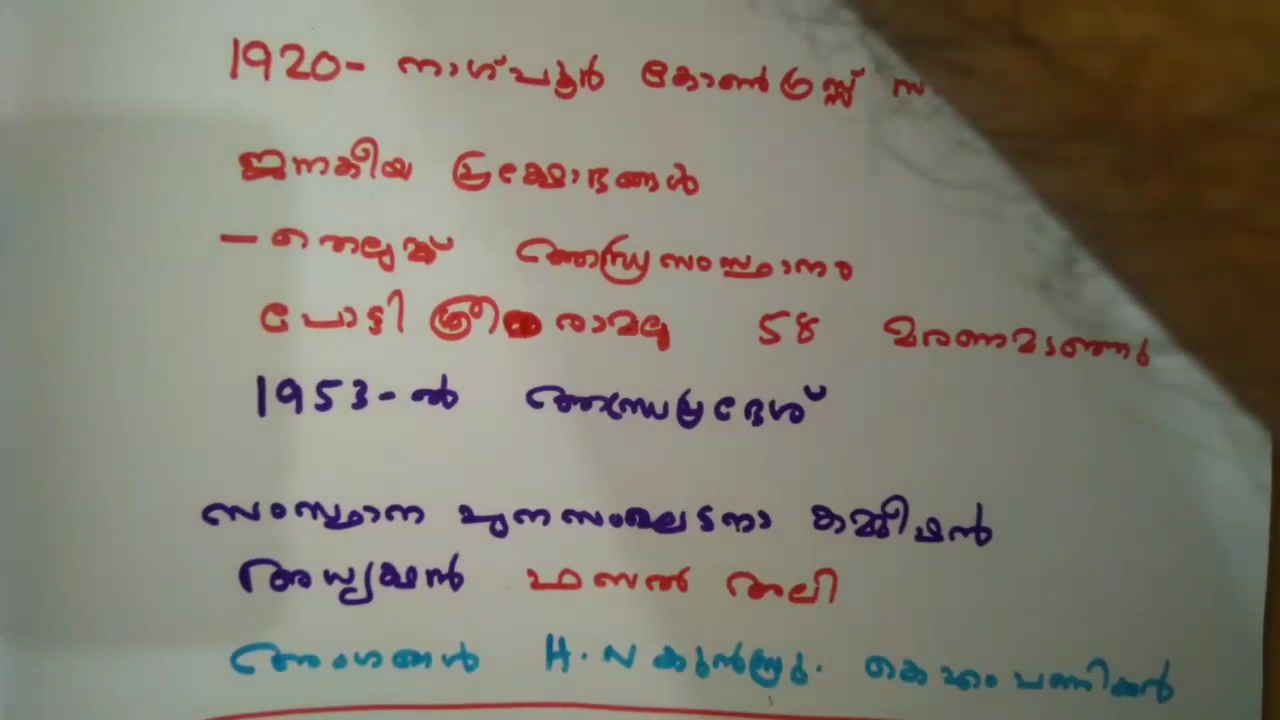 1920- നാഗ്പൂർ കോൺഗ്രസ്സ് സ
ജനകീയ പ്രക്ഷോഭങ്ങൾ
- തെലുങ്ക് ആന്ധ്രസംസ്ഥാനം
പോട്ടി ശ്രീ രാമലു 58 മരണമടഞ്ഞു
1953-ൽ ആന്ധ്രപ്രദേശ്
സംസ്ഥാന പുനസംഘടനാ കമ്മീഷൻ
അധ്യക്ഷൻ ഫസൽ അലി
അംഗങ്ങൾ H.N കുൻസ്രു. കെ എം പണിക്കർ